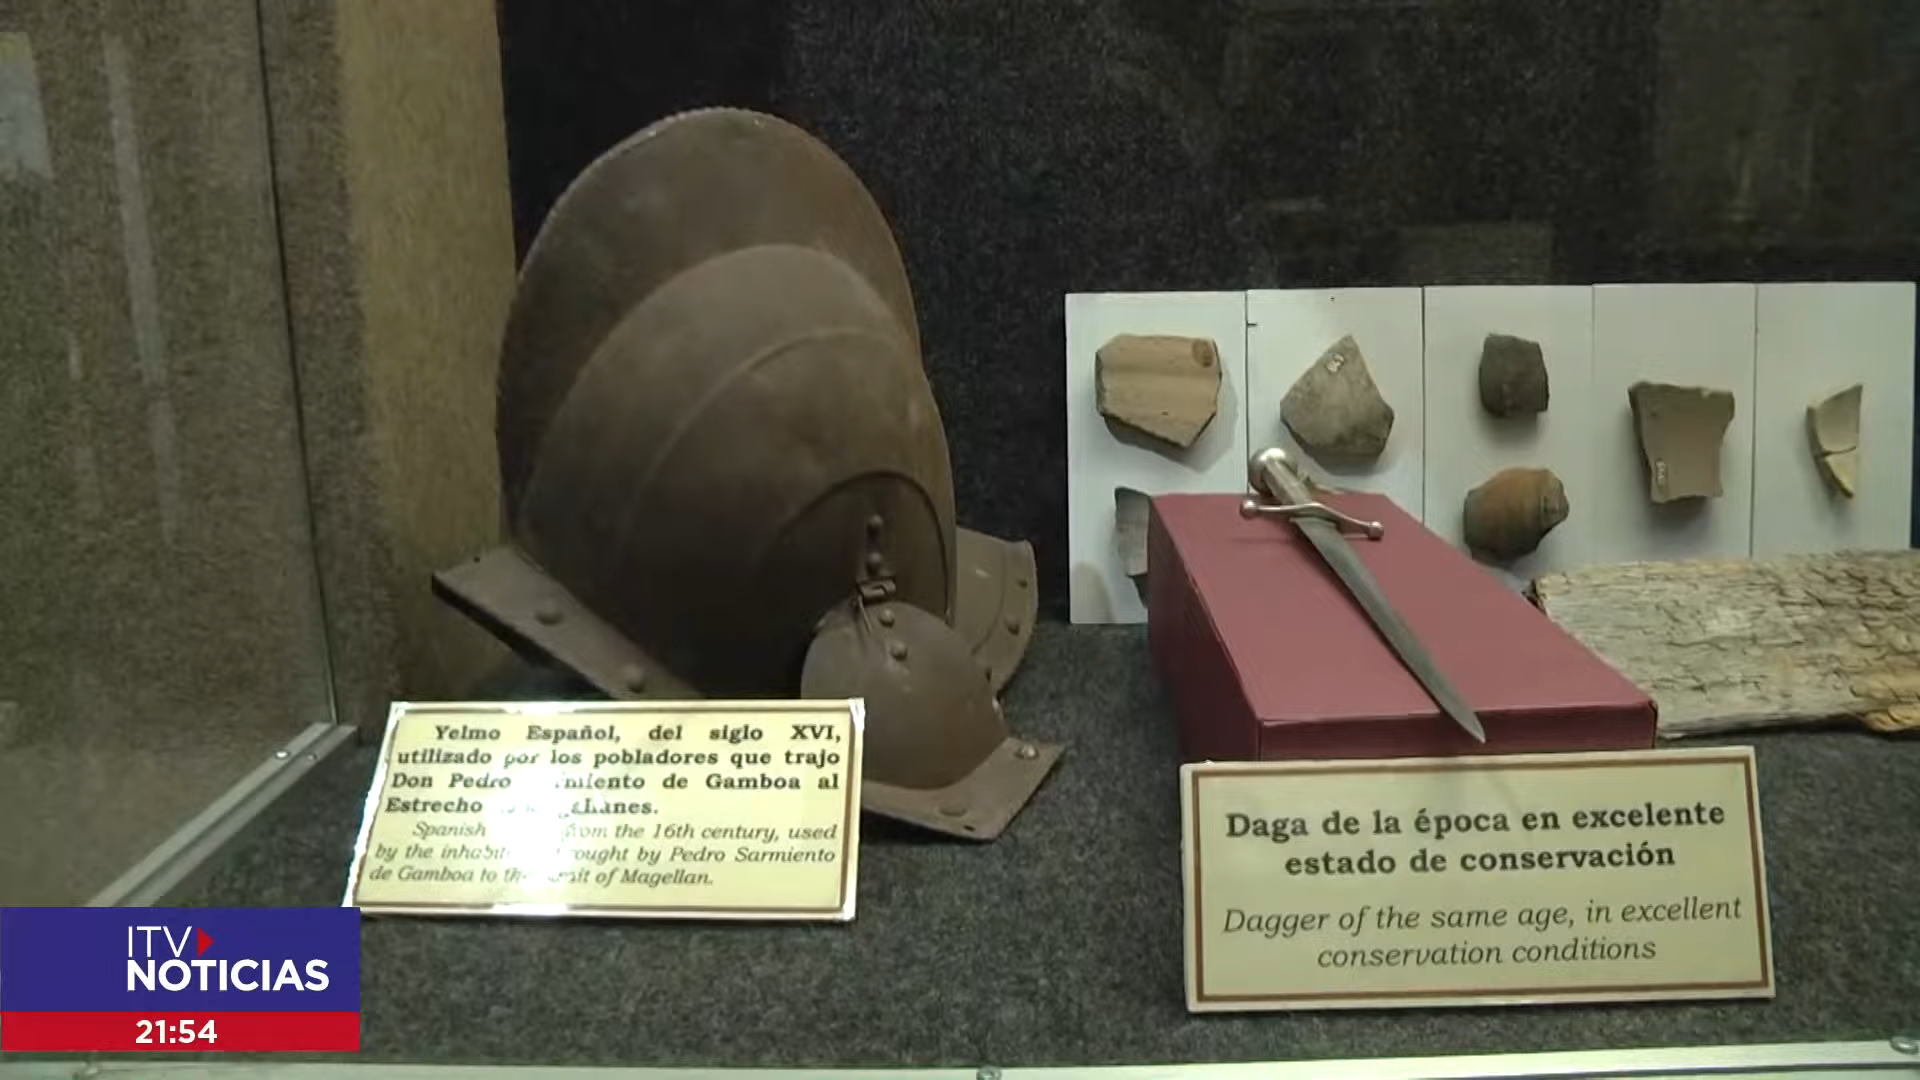 Yelmo Español, del siglo XVI,
utilizado por los pobladores que trajo
Don Pedro de Gamboa al
Estrecho
Spanish from the 16th century, used
by the brought by Pedro Sarmiento
de Gamboa to the of Magellan.
Daga de la época en excelente
estado de conservación
Dagger of the same age, in excellent
conservation conditions
ITV
NOTICIAS
21:54